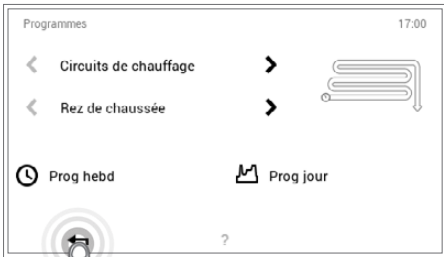 Programmes 17:00
Circuits de chauffage
Rez de chaussée
Prog hebd Prog jour
?